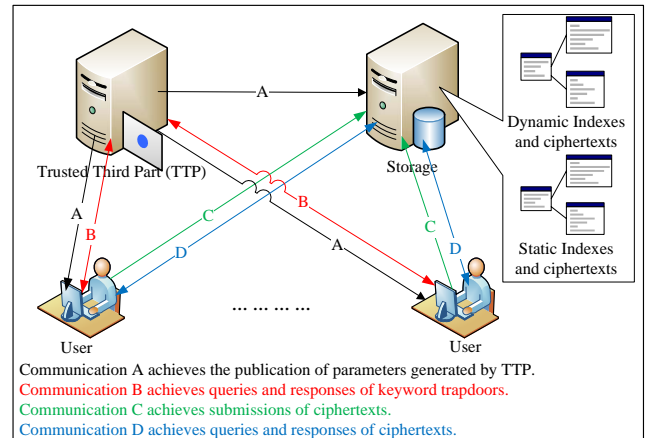 A
Dynamic Indexes
and ciphertexts
Trusted Third Part (TTP)
Storage
A
B
C
B
C
D
A
D
Static Indexes
and ciphertexts
... ... ... ...
User
User
Communication A achieves the publication of parameters generated by TTP.
Communication B achieves queries and responses of keyword trapdoors.
Communication C achieves submissions of ciphertexts.
Communication D achieves queries and responses of ciphertexts.